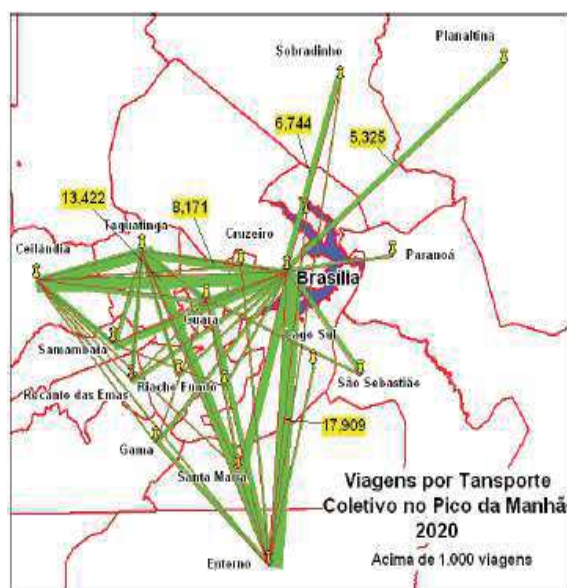 Planaltina
Sobradinho
6,744
5,325
13,422
8,171
Taguatinga
Cruzeiro
Ceilândia
Paranoá
Brasília
Guará
Lago Sul
Samambaia
São Sebastião
Recanto das Emas
Riacho Fundo
17,909
Gama
Santa Maria
Viagens por Tansporte
Coletivo no Pico da Manhã
2020
Entorno
Acima de 1.000 viagens